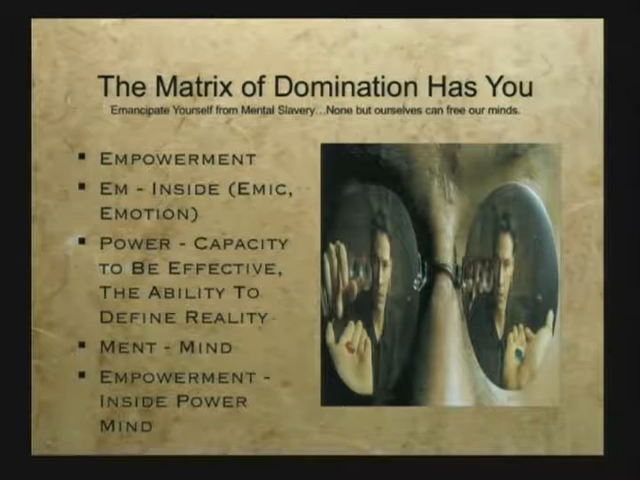 The Matrix of Domination Has You
Emancipate Yourself from Mental Slavery...None but ourselves can free our minds.
▪ EMPOWERMENT
▪ EM - INSIDE (EMIC,
EMOTION)
▪ POWER - CAPACITY
TO BE EFFECTIVE,
THE ABILITY TO
DEFINE REALITY
▪ MENT - MIND
▪ EMPOWERMENT -
INSIDE POWER
MIND